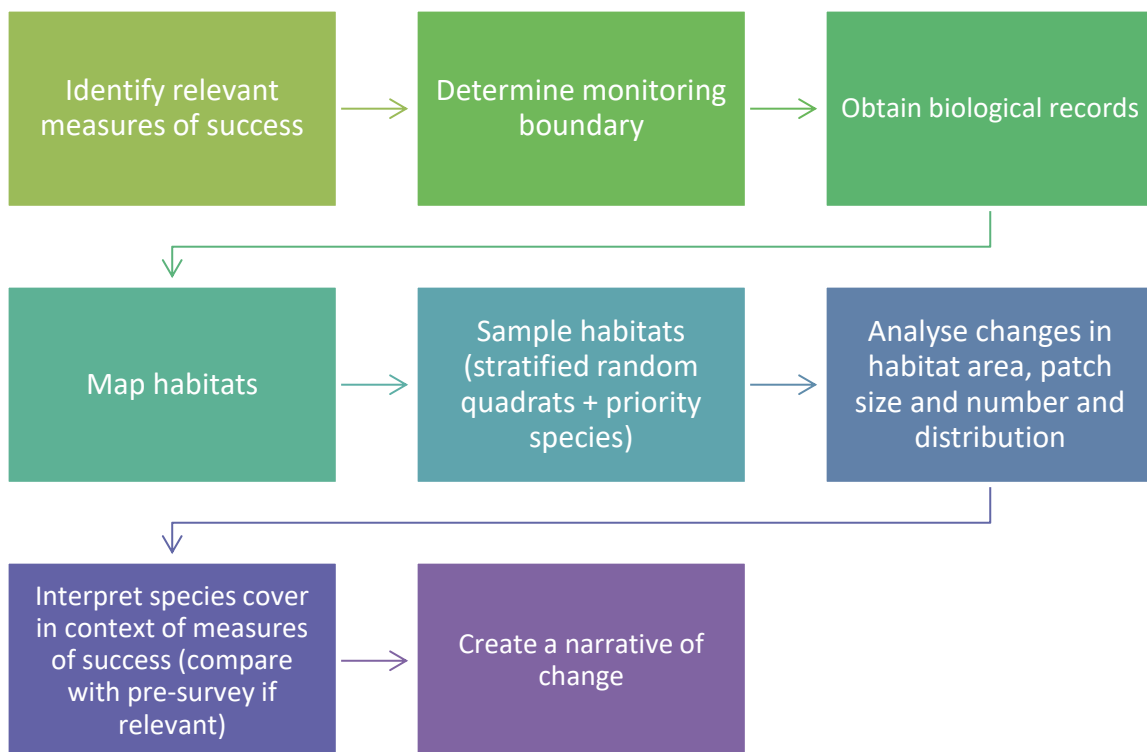 Identify relevant
measures of success
Determine monitoring
boundary
Obtain biological records
Map habitats
Sample habitats
(stratified random
quadrats + priority
species)
Analyse changes in
habitat area, patch
size and number and
distribution
Interpret species cover
in context of measures
of success (compare
with pre-survey if
relevant)
Create a narrative of
change